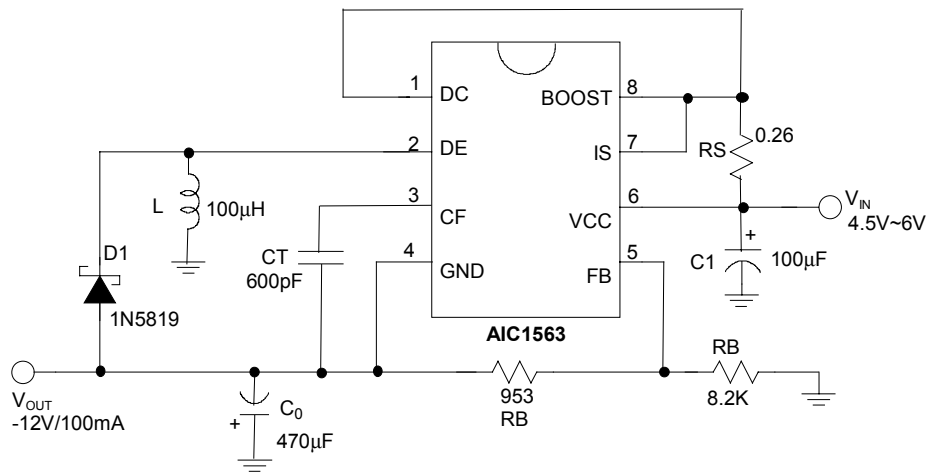 1
DC
BOOST
8
2
DE
IS
7
RS
0.26
3
CF
VCC
6
V_IN
4.5V~6V
L
100μH
CT
600pF
4
GND
FB
5
C1
+
100μF
D1
1N5819
AIC1563
V_OUT
-12V/100mA
C_0
+
470μF
953
RB
RB
8.2K